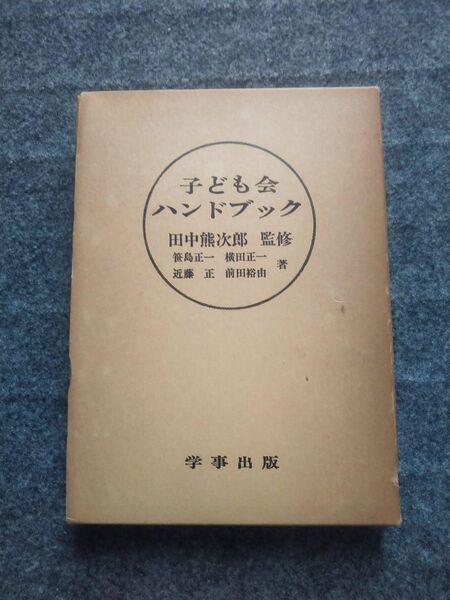 子ども会
ハンドブック
田中熊次郎 監修
笹島正一 横田正一
近藤 正 前田裕由 著
学事出版